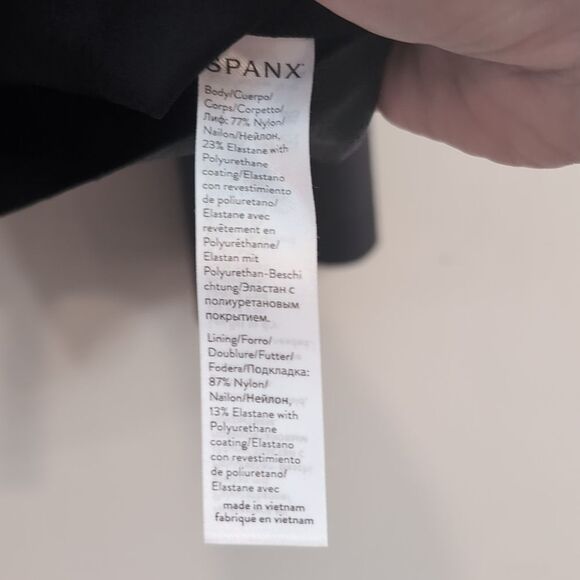 SPANX
Body/Cuerpo/
Corps/Corpetto/
Лиф: 77% Nylon/
Nailon/Нейлон,
23% Elastane with
Polyurethane
coating/Elastano
con revestimiento
de poliuretano/
Elastane avec
revêtement en
Polyuréthanne/
Elastan mit
Polyurethan-Beschi
chtung/Эластан с
полиуретановым
покрытием.
Lining/Forro/
Doublure/Futter/
Fodera/Подкладка:
87% Nylon/
Nailon/Нейлон,
13% Elastane with
Polyurethane
coating/Elastano
con revestimiento
de poliuretano/
Elastane avec
made in vietnam
fabriqué en vietnam